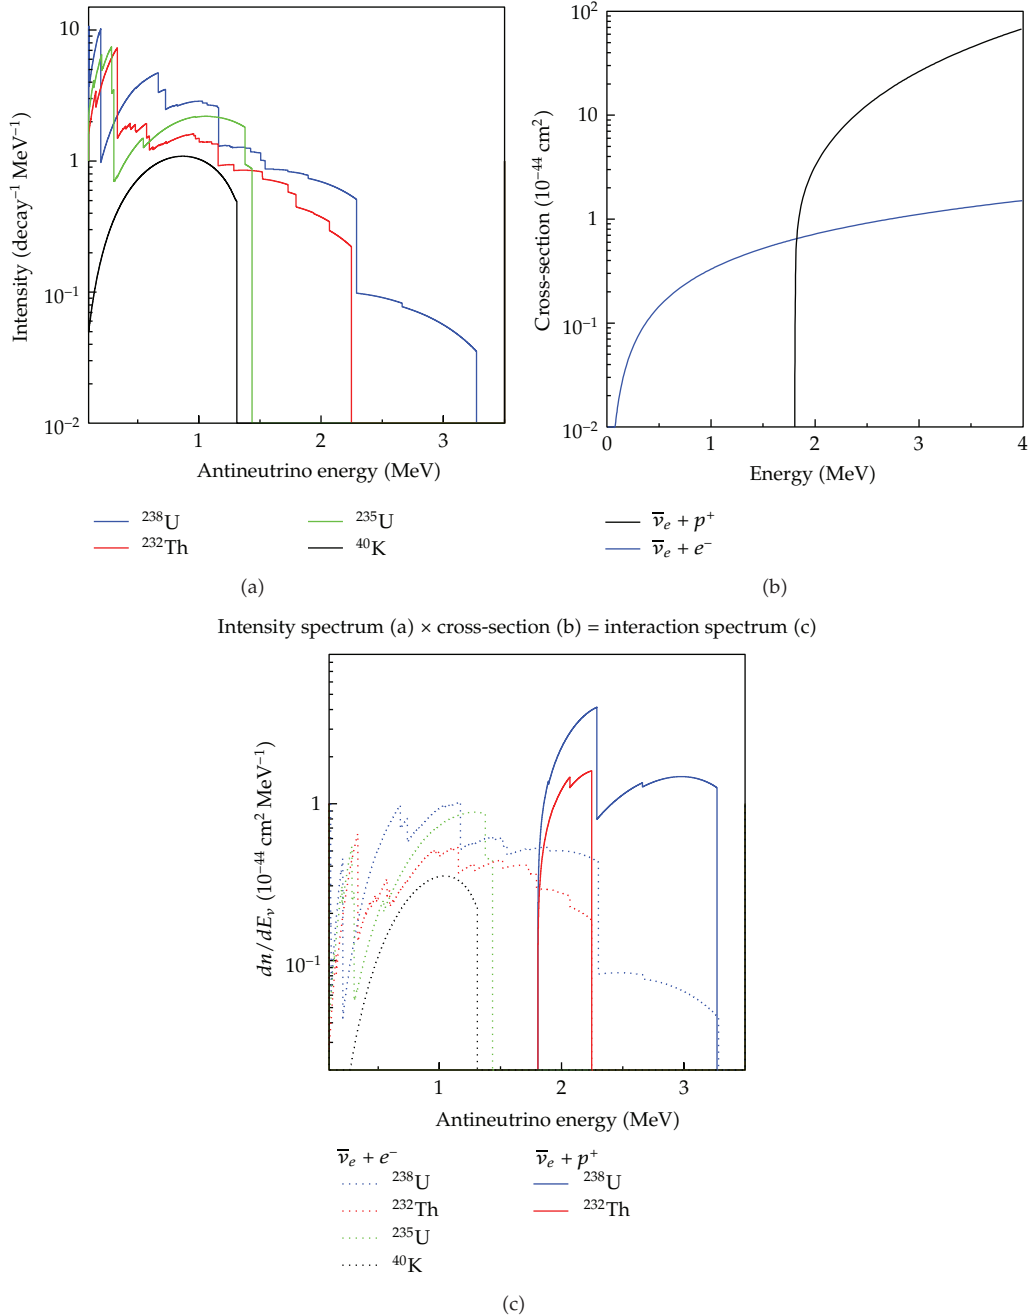 10
1
10⁻¹
10⁻²
Intensity (decay⁻¹ MeV⁻¹)
1 2 3
Antineutrino energy (MeV)
²³⁸U ²³⁵U
²³²Th ⁴⁰K
(a)
10²
10
1
10⁻¹
10⁻²
Cross-section (10⁻⁴⁴ cm²)
0 1 2 3 4
Energy (MeV)
ν̅ₑ + p⁺
ν̅ₑ + e⁻
(b)
Intensity spectrum (a) × cross-section (b) = interaction spectrum (c)
1
10⁻¹
dn/dEᵥ (10⁻⁴⁴ cm² MeV⁻¹)
1 2 3
Antineutrino energy (MeV)
ν̅ₑ + e⁻ ν̅ₑ + p⁺
²³⁸U ²³⁸U
²³²Th ²³²Th
²³⁵U
⁴⁰K
(c)